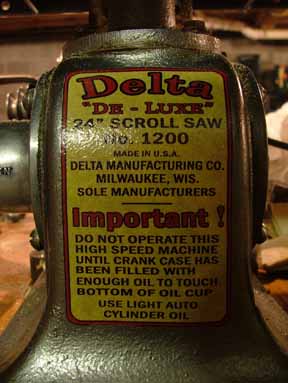 Delta
"DE-LUXE"
24" SCROLL SAW
No. 1200
MADE IN U.S.A.
DELTA MANUFACTURING CO.
MILWAUKEE, WIS.
SOLE MANUFACTURERS
Important!
DO NOT OPERATE THIS
HIGH SPEED MACHINE
UNTIL CRANK CASE HAS
BEEN FILLED WITH
ENOUGH OIL TO TOUCH
BOTTOM OF OIL CUP
USE LIGHT AUTO
CYLINDER OIL